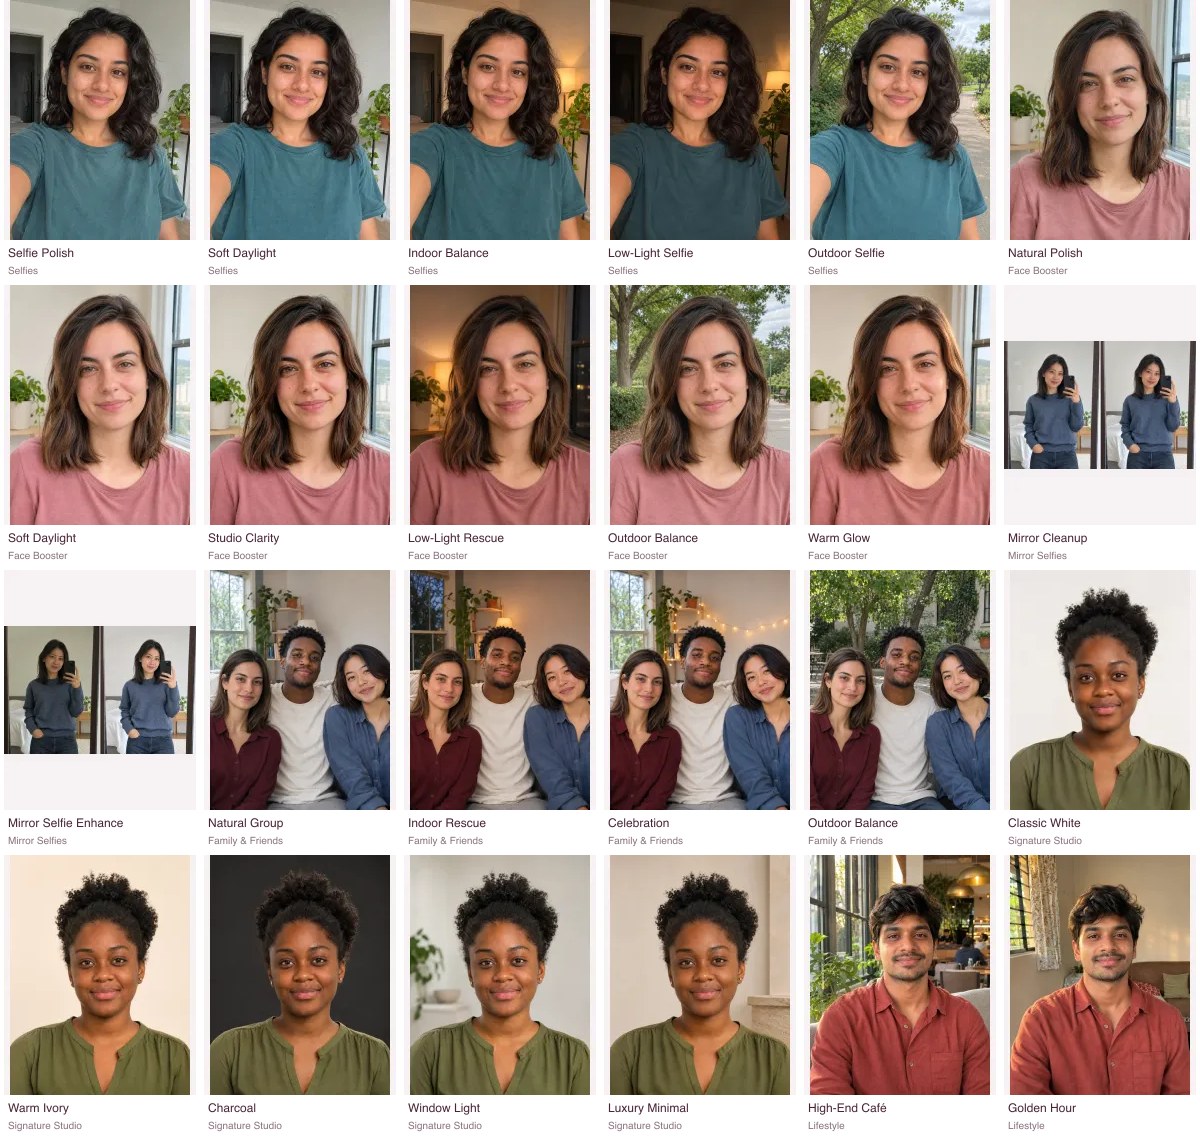 Selfie Polish
Selfies
Soft Daylight
Selfies
Indoor Balance
Selfies
Low-Light Selfie
Selfies
Outdoor Selfie
Selfies
Natural Polish
Face Booster
Soft Daylight
Face Booster
Studio Clarity
Face Booster
Low-Light Rescue
Face Booster
Outdoor Balance
Face Booster
Warm Glow
Face Booster
Mirror Cleanup
Mirror Selfies
Mirror Selfie Enhance
Mirror Selfies
Natural Group
Family & Friends
Indoor Rescue
Family & Friends
Celebration
Family & Friends
Outdoor Balance
Family & Friends
Classic White
Signature Studio
Warm Ivory
Signature Studio
Charcoal
Signature Studio
Window Light
Signature Studio
Luxury Minimal
Signature Studio
High-End Café
Lifestyle
Golden Hour
Lifestyle